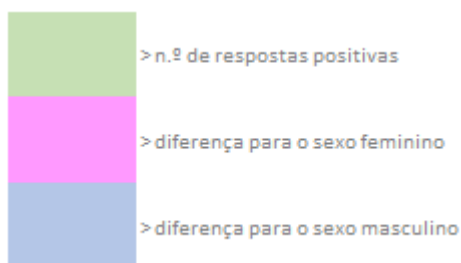 > n.º de respostas positivas
> diferença para o sexo feminino
> diferença para o sexo masculino